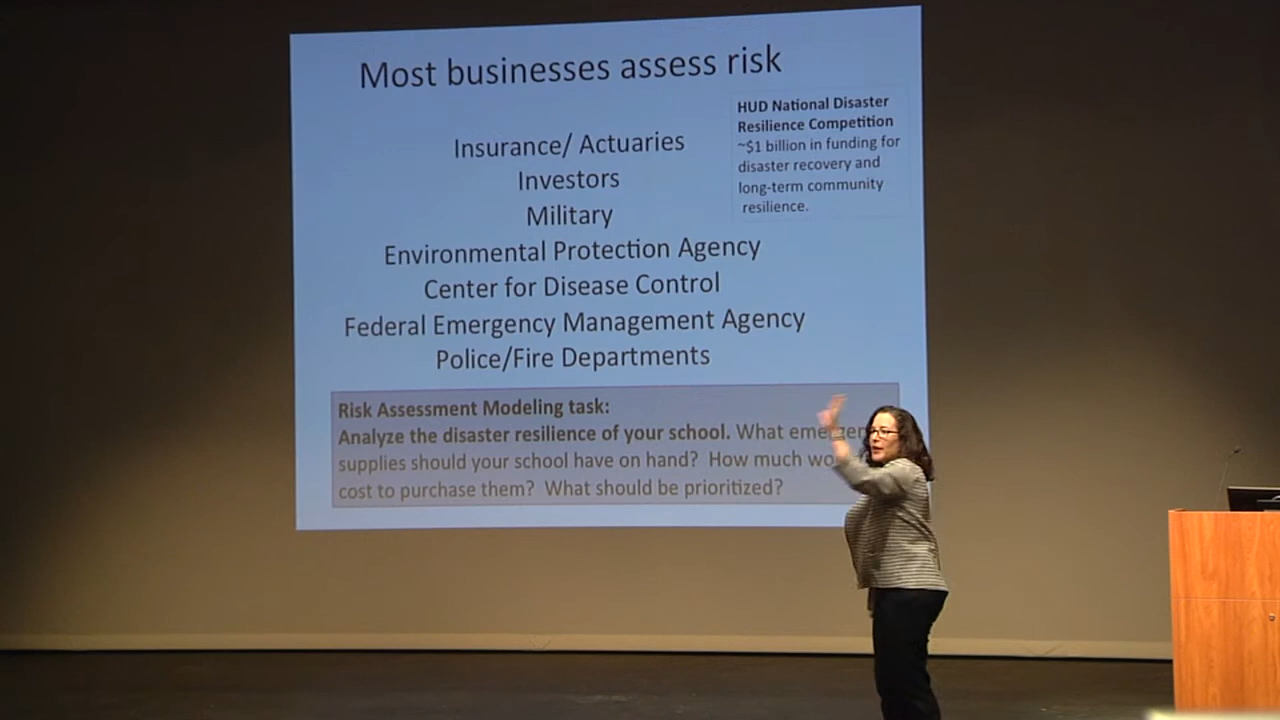 Most businesses assess risk
HUD National Disaster
Resilience Competition
~$1 billion in funding for
disaster recovery and
long-term community
resilience.
Insurance/ Actuaries
Investors
Military
Environmental Protection Agency
Center for Disease Control
Federal Emergency Management Agency
Police/Fire Departments
Risk Assessment Modeling task:
Analyze the disaster resilience of your school. What
supplies should your school have on hand? How much
cost to purchase them? What should be prioritized?